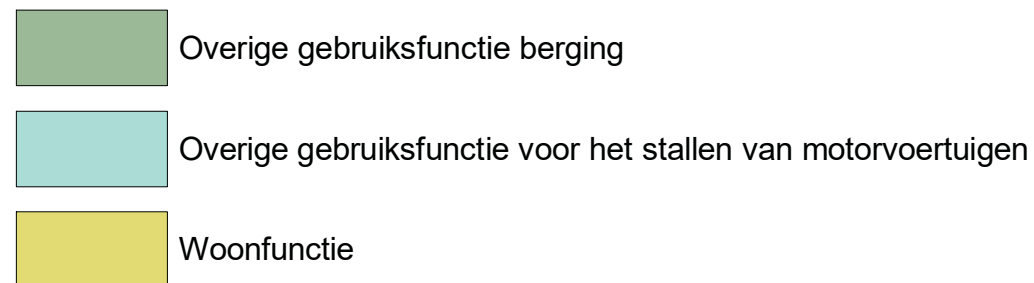 Overige gebruiksfunctie berging
Overige gebruiksfunctie voor het stallen van motorvoertuigen
Woonfunctie